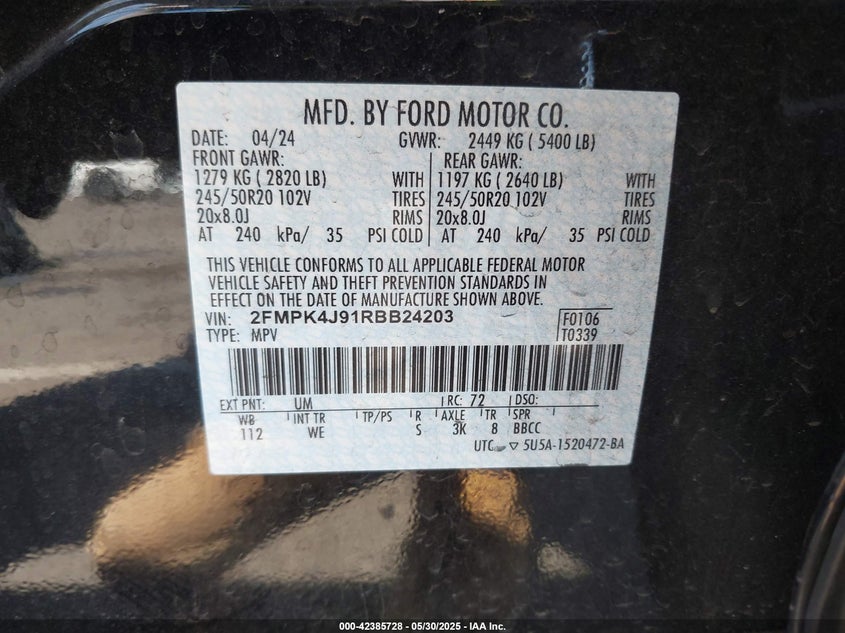 MFD. BY FORD MOTOR CO.
DATE: 04/24 GVWR: 2449 KG ( 5400 LB)
FRONT GAWR: REAR GAWR:
1279 KG ( 2820 LB) WITH 1197 KG ( 2640 LB) WITH
245/50R20 102V TIRES 245/50R20 102V TIRES
20x8.0J RIMS 20x8.0J RIMS
AT 240 kPa/ 35 PSI COLD AT 240 kPa/ 35 PSI COLD
THIS VEHICLE CONFORMS TO ALL APPLICABLE FEDERAL MOTOR
VEHICLE SAFETY AND THEFT PREVENTION STANDARDS IN
EFFECT ON THE DATE OF MANUFACTURE SHOWN ABOVE.
VIN: 2FMPK4J91RBB24203 F0106
TYPE: MPV T0339
EXT PNT: UM RC: 72 DSO:
WB INT TR TP/PS R AXLE TR SPR
112 WE S 3K 8 BBCC
UTC ▽ 5U5A-1520472-BA
000-42385728 - 05/30/2025 - IAA Inc.